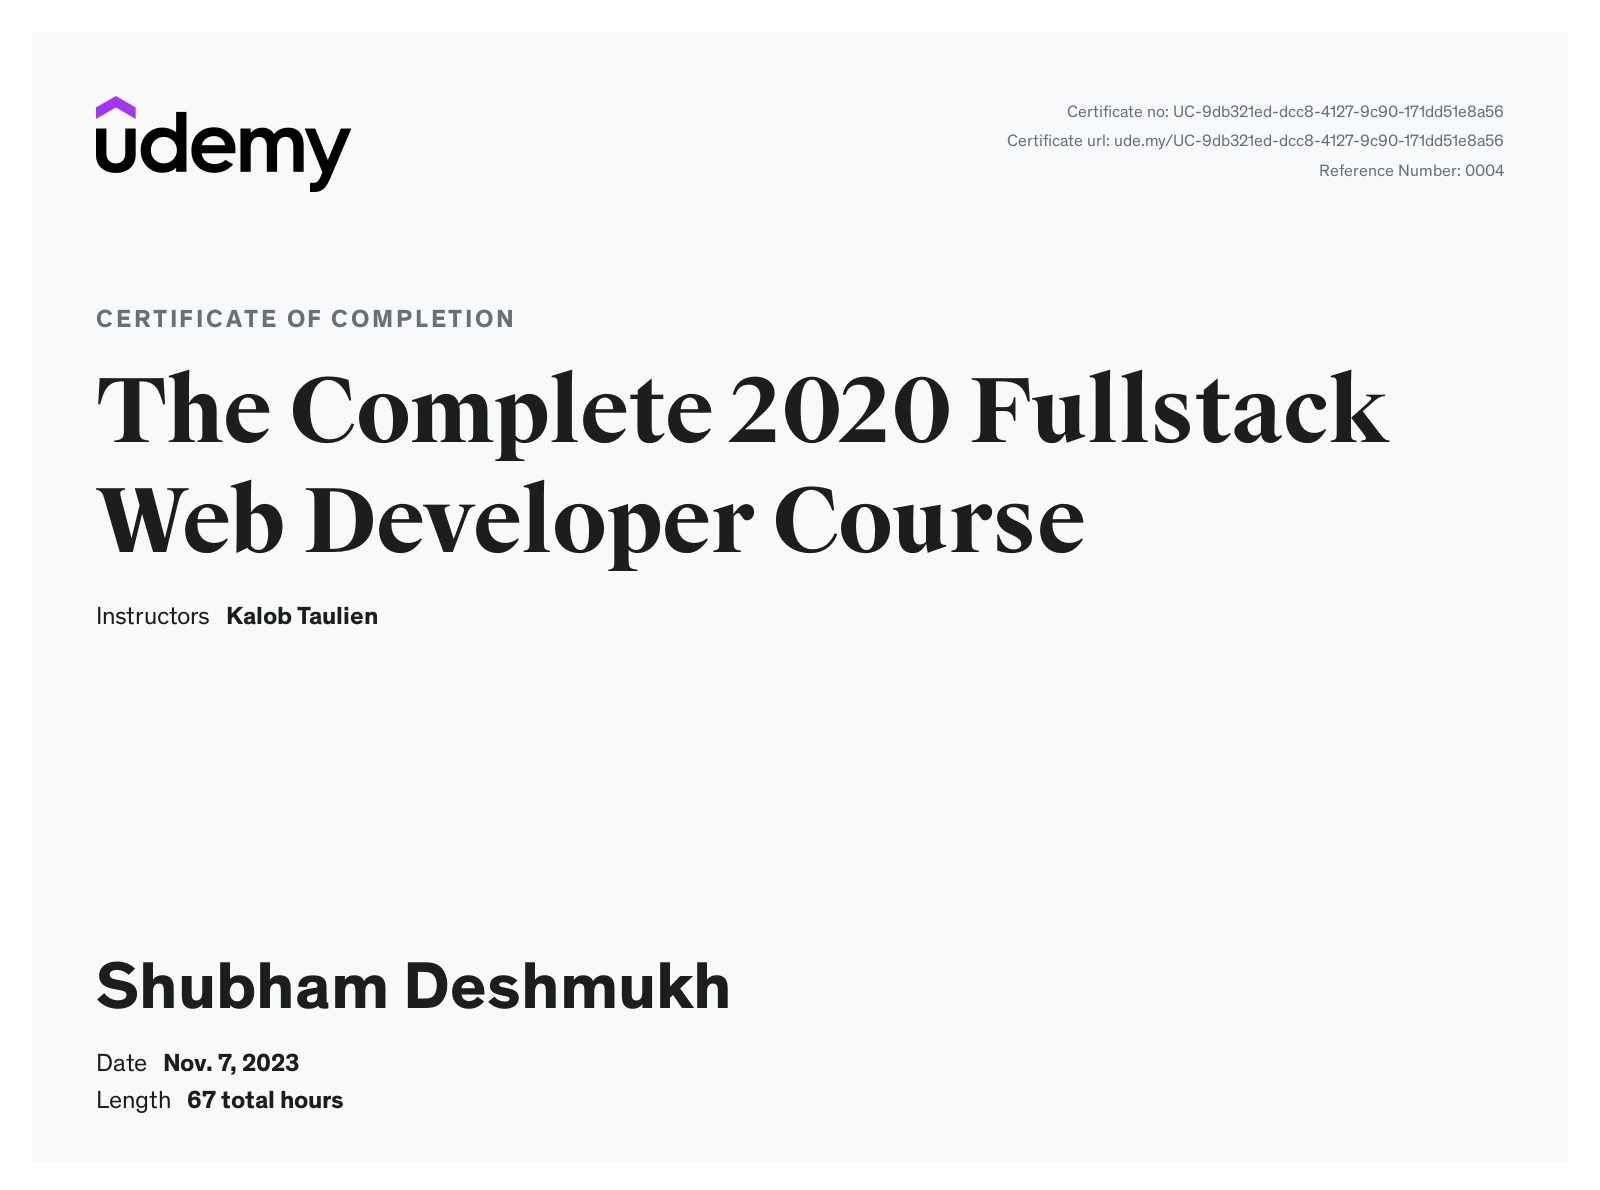 udemy
Certificate no: UC-9db321ed-dcc8-4127-9c90-171dd51e8a56
Certificate url: ude.my/UC-9db321ed-dcc8-4127-9c90-171dd51e8a56
Reference Number: 0004
CERTIFICATE OF COMPLETION
The Complete 2020 Fullstack
Web Developer Course
Instructors Kalob Taulien
Shubham Deshmukh
Date Nov. 7, 2023
Length 67 total hours